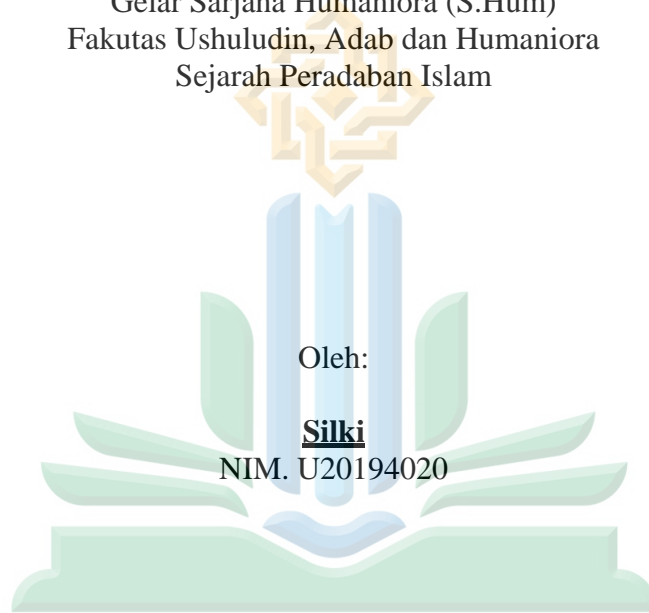 Gelar Sarjana Humaniora (S.Hum)
Fakutas Ushuludin, Adab dan Humaniora
Sejarah Peradaban Islam
Oleh:
Silki
NIM. U20194020